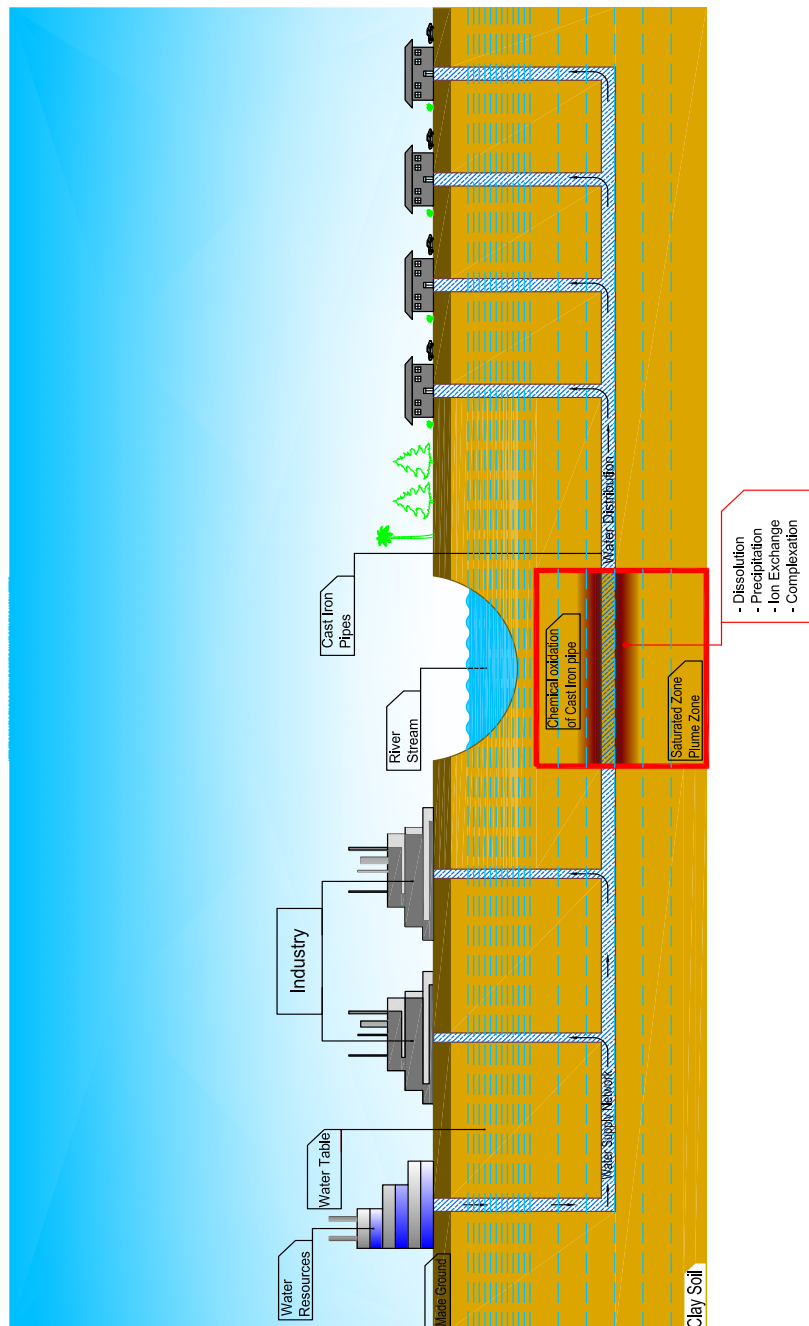 Water
Resources
Water Table
Industry
River
Stream
Cast Iron
Pipes
Made Ground
Clay Soil
Water Supply Network
Chemical oxidation
of Cast Iron pipe
Saturated Zone
Plume Zone
Water Distribution
- Dissolution
- Precipitation
- Ion Exchange
- Complexation